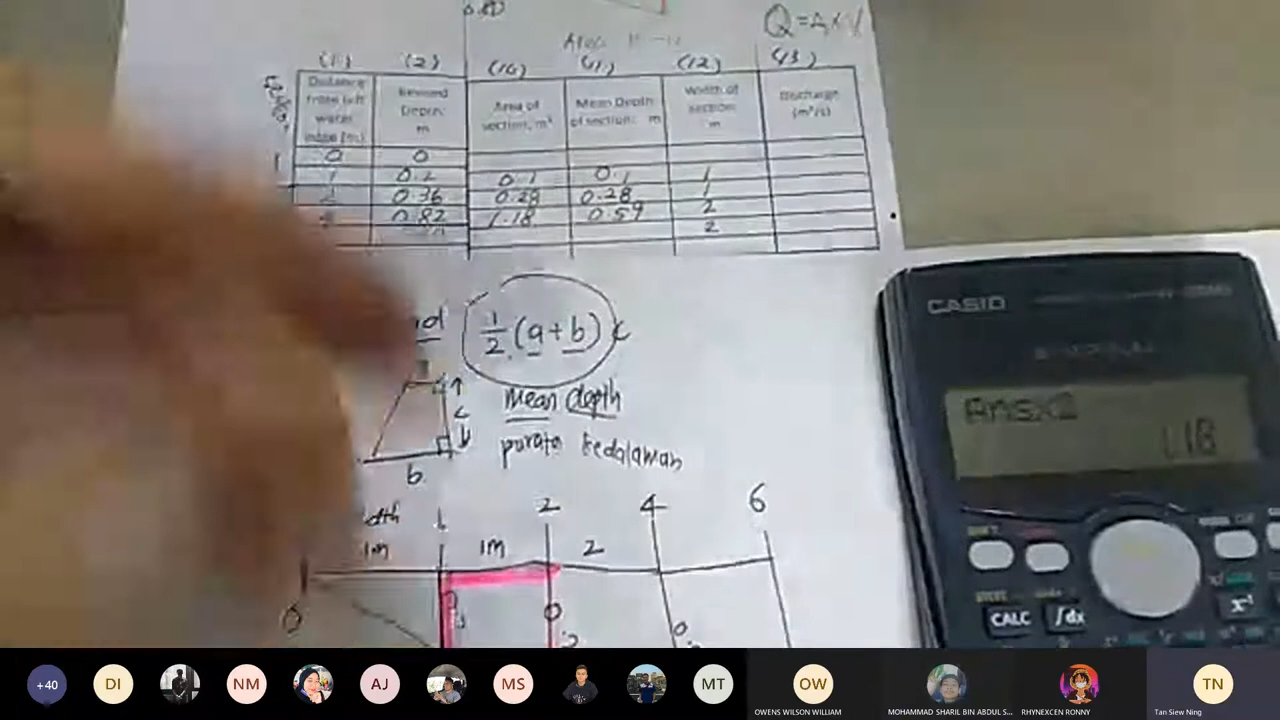 0.82
Q = A x V
Area
(1) (2) (10) (11) (12) (13)
Distance from left water edge (m)
Depth m
Area of section, m²
Mean Depth of section m
Width of section m
Discharge (m³/s)
0 0
1 0.2 0.1 0.1 1
2 0.36 0.28 0.28 1
4 0.82 1.18 0.59 2
2
1/2 (a + b) c
Mean depth
purata kedalaman
c
b
1 2 4 6
1m 1m 2
0
CASIO
Ans×2
1.18
CALC
∫dx
x⁻¹
+40 DI NM AJ MS MT OW TN
OWENS WILSON WILLIAM
MOHAMMAD SHARIL BIN ABDUL S...
RHYNEXCEN RONNY
Tan Siew Ning